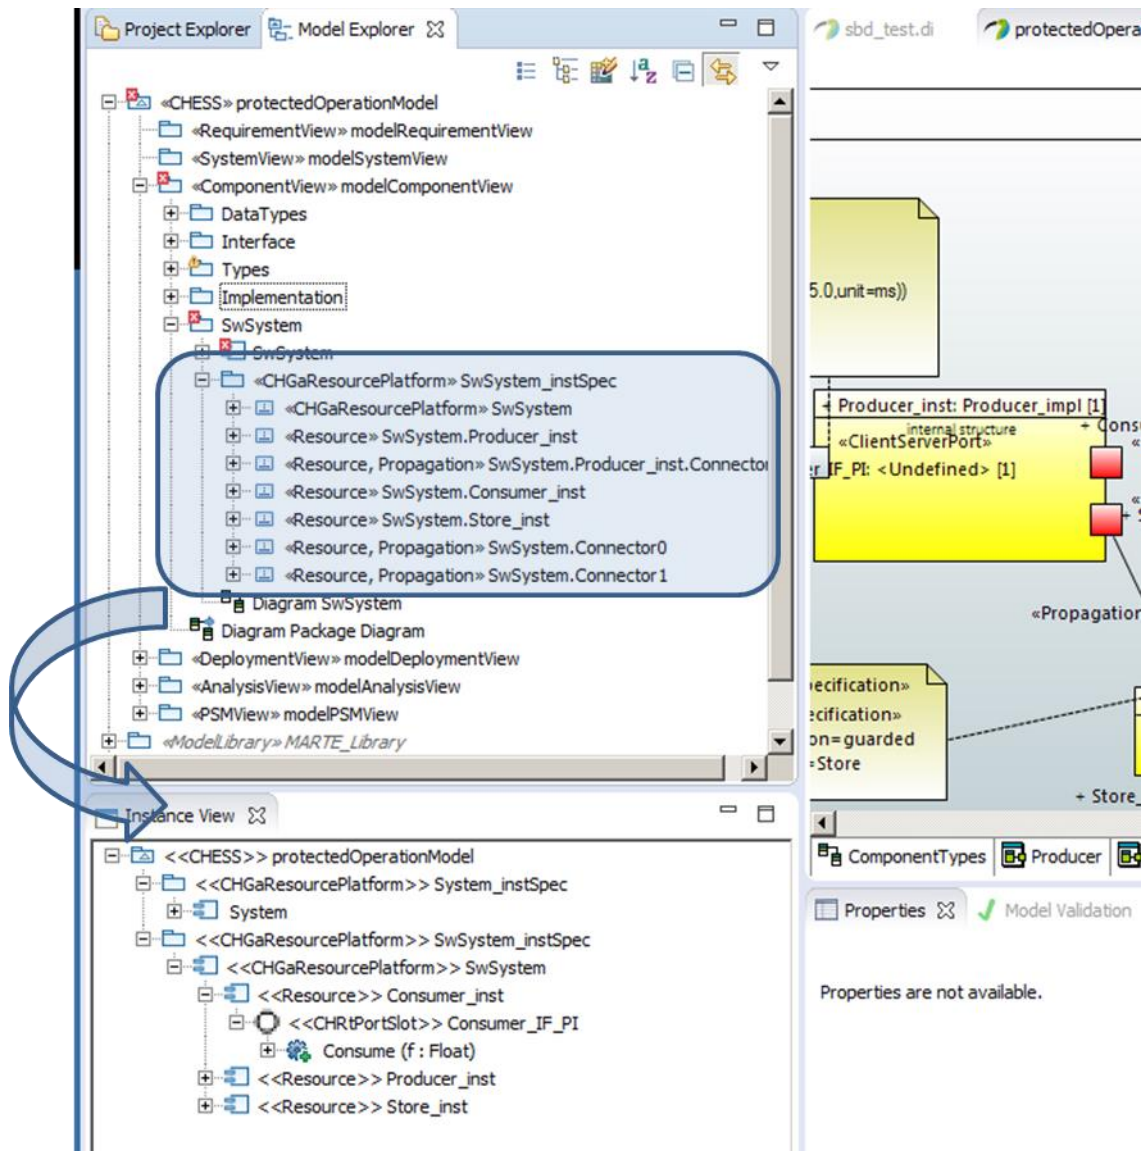 Project Explorer
Model Explorer
«CHESS» protectedOperationModel
«RequirementView» modelRequirementView
«SystemView» modelSystemView
«ComponentView» modelComponentView
DataTypes
Interface
Types
Implementation
SwSystem
SwSystem
«CHGaResourcePlatform» SwSystem_instSpec
«CHGaResourcePlatform» SwSystem
«Resource» SwSystem.Producer_inst
«Resource, Propagation» SwSystem.Producer_inst.Connector
«Resource» SwSystem.Consumer_inst
«Resource» SwSystem.Store_inst
«Resource, Propagation» SwSystem.Connector0
«Resource, Propagation» SwSystem.Connector1
Diagram SwSystem
Diagram Package Diagram
«DeploymentView» modelDeploymentView
«AnalysisView» modelAnalysisView
«PSMView» modelPSMView
«ModelLibrary» MARTE_Library
Instance View
<<CHESS>> protectedOperationModel
<<CHGaResourcePlatform>> System_instSpec
System
<<CHGaResourcePlatform>> SwSystem_instSpec
<<CHGaResourcePlatform>> SwSystem
<<Resource>> Consumer_inst
<<CHRtPortSlot>> Consumer_IF_PI
Consume (f : Float)
<<Resource>> Producer_inst
<<Resource>> Store_inst
sbd_test.di
protectedOpera
5.0,unit=ms))
+ Producer_inst: Producer_impl [1]
internal structure
+ Cons
«ClientServerPort»
er_IF_PI: <Undefined> [1]
«Propagation
ecification»
ecification»
on=guarded
=Store
+ Store_
ComponentTypes
Producer
Properties
Model Validation
Properties are not available.